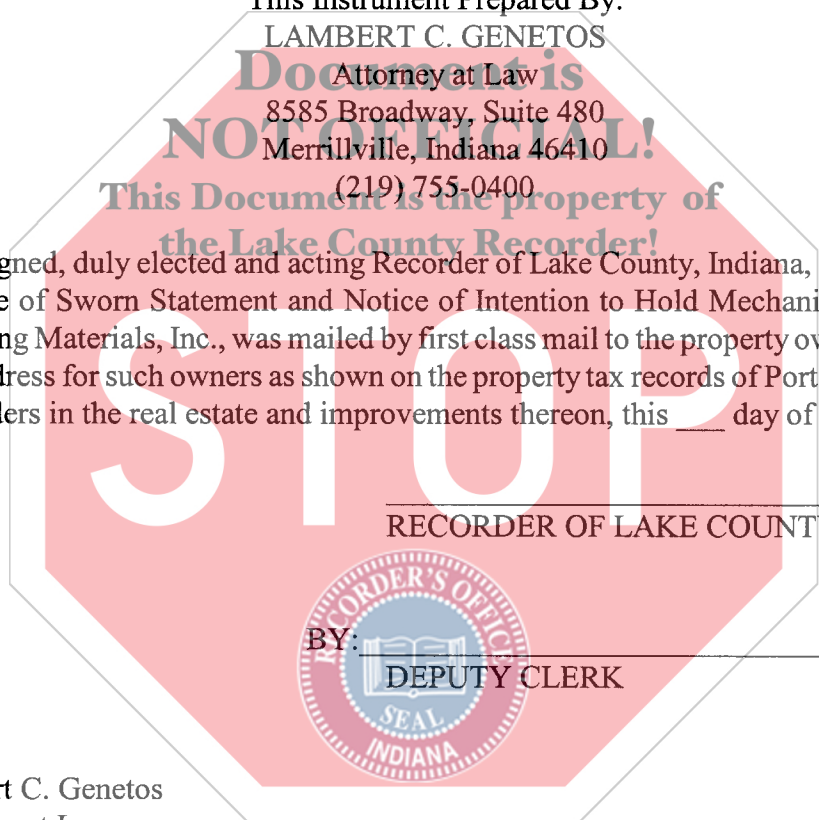 This Instrument Prepared By:
LAMBERT C. GENETOS
Document is
Attorney at Law
8585 Broadway, Suite 480
NOT OFFICIAL!
Merrillville, Indiana 46410
(219) 755-0400
This Document is the property of
the Lake County Recorder!
gned, duly elected and acting Recorder of Lake County, Indiana,
e of Sworn Statement and Notice of Intention to Hold Mechani
ng Materials, Inc., was mailed by first class mail to the property ow
dress for such owners as shown on the property tax records of Port
ders in the real estate and improvements thereon, this ___ day of
STOP
RECORDER OF LAKE COUNTY
RECORDER'S OFFICE
BY:
DEPUTY CLERK
SEAL
INDIANA
rt C. Genetos